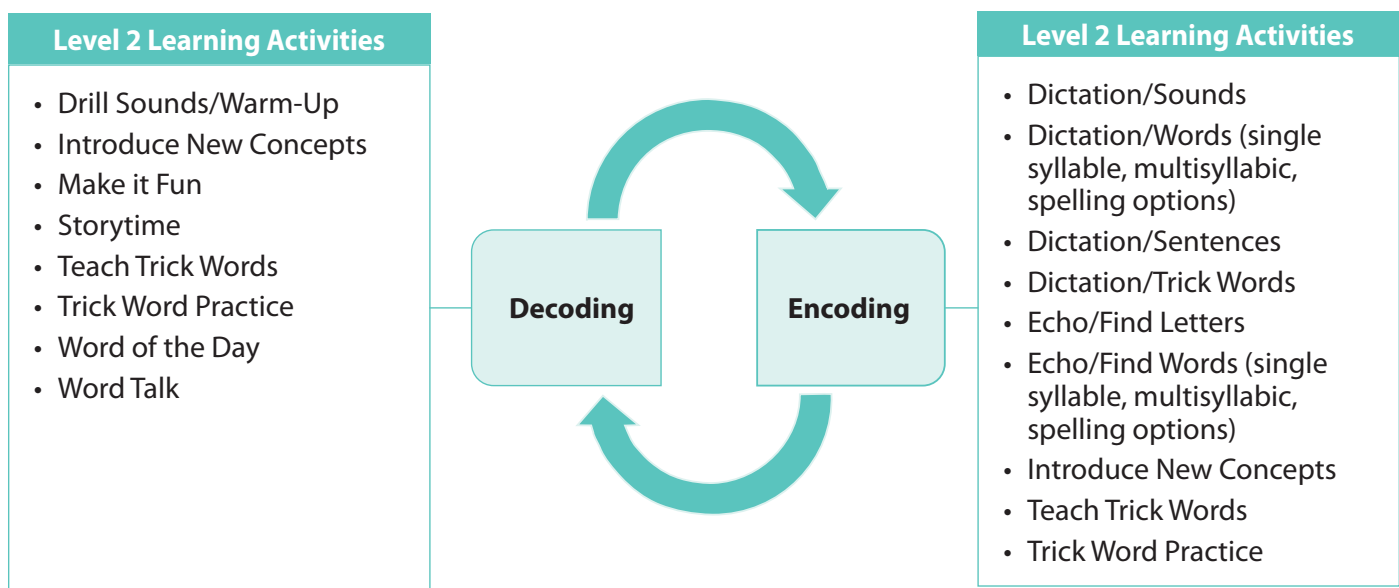 Level 2 Learning Activities
• Drill Sounds/Warm-Up
• Introduce New Concepts
• Make it Fun
• Storytime
• Teach Trick Words
• Trick Word Practice
• Word of the Day
• Word Talk
Decoding
Encoding
Level 2 Learning Activities
• Dictation/Sounds
• Dictation/Words (single
syllable, multisyllabic,
spelling options)
• Dictation/Sentences
• Dictation/Trick Words
• Echo/Find Letters
• Echo/Find Words (single
syllable, multisyllabic,
spelling options)
• Introduce New Concepts
• Teach Trick Words
• Trick Word Practice